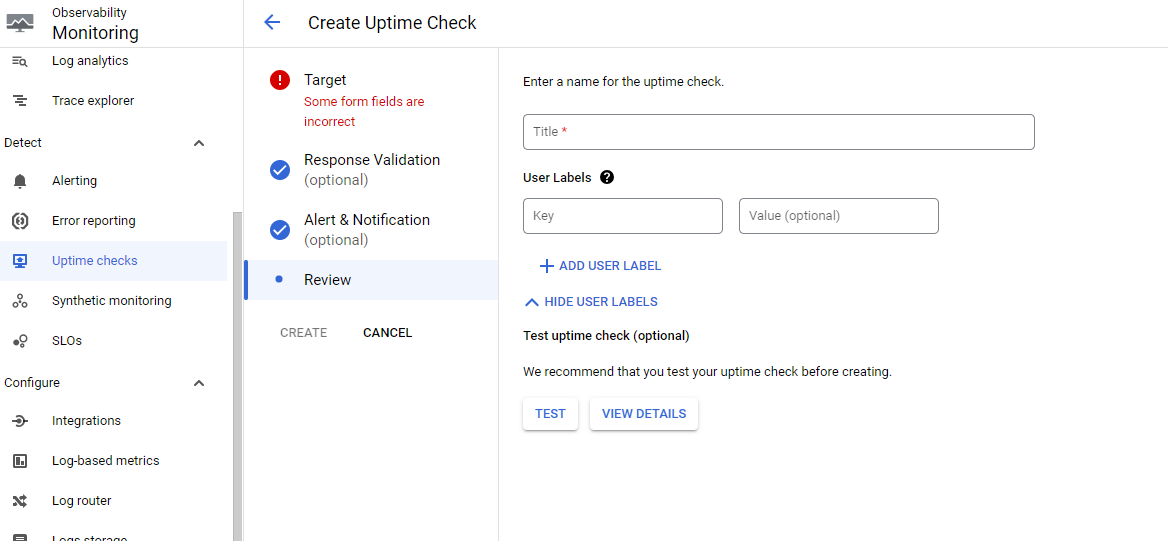 Observability
Monitoring
Log analytics
Trace explorer
Detect
Alerting
Error reporting
Uptime checks
Synthetic monitoring
SLOs
Configure
Integrations
Log-based metrics
Log router
Logs storage
Create Uptime Check
Target
Some form fields are
incorrect
Response Validation
(optional)
Alert & Notification
(optional)
Review
CREATE CANCEL
Enter a name for the uptime check.
Title *
User Labels
Key Value (optional)
ADD USER LABEL
HIDE USER LABELS
Test uptime check (optional)
We recommend that you test your uptime check before creating.
TEST VIEW DETAILS